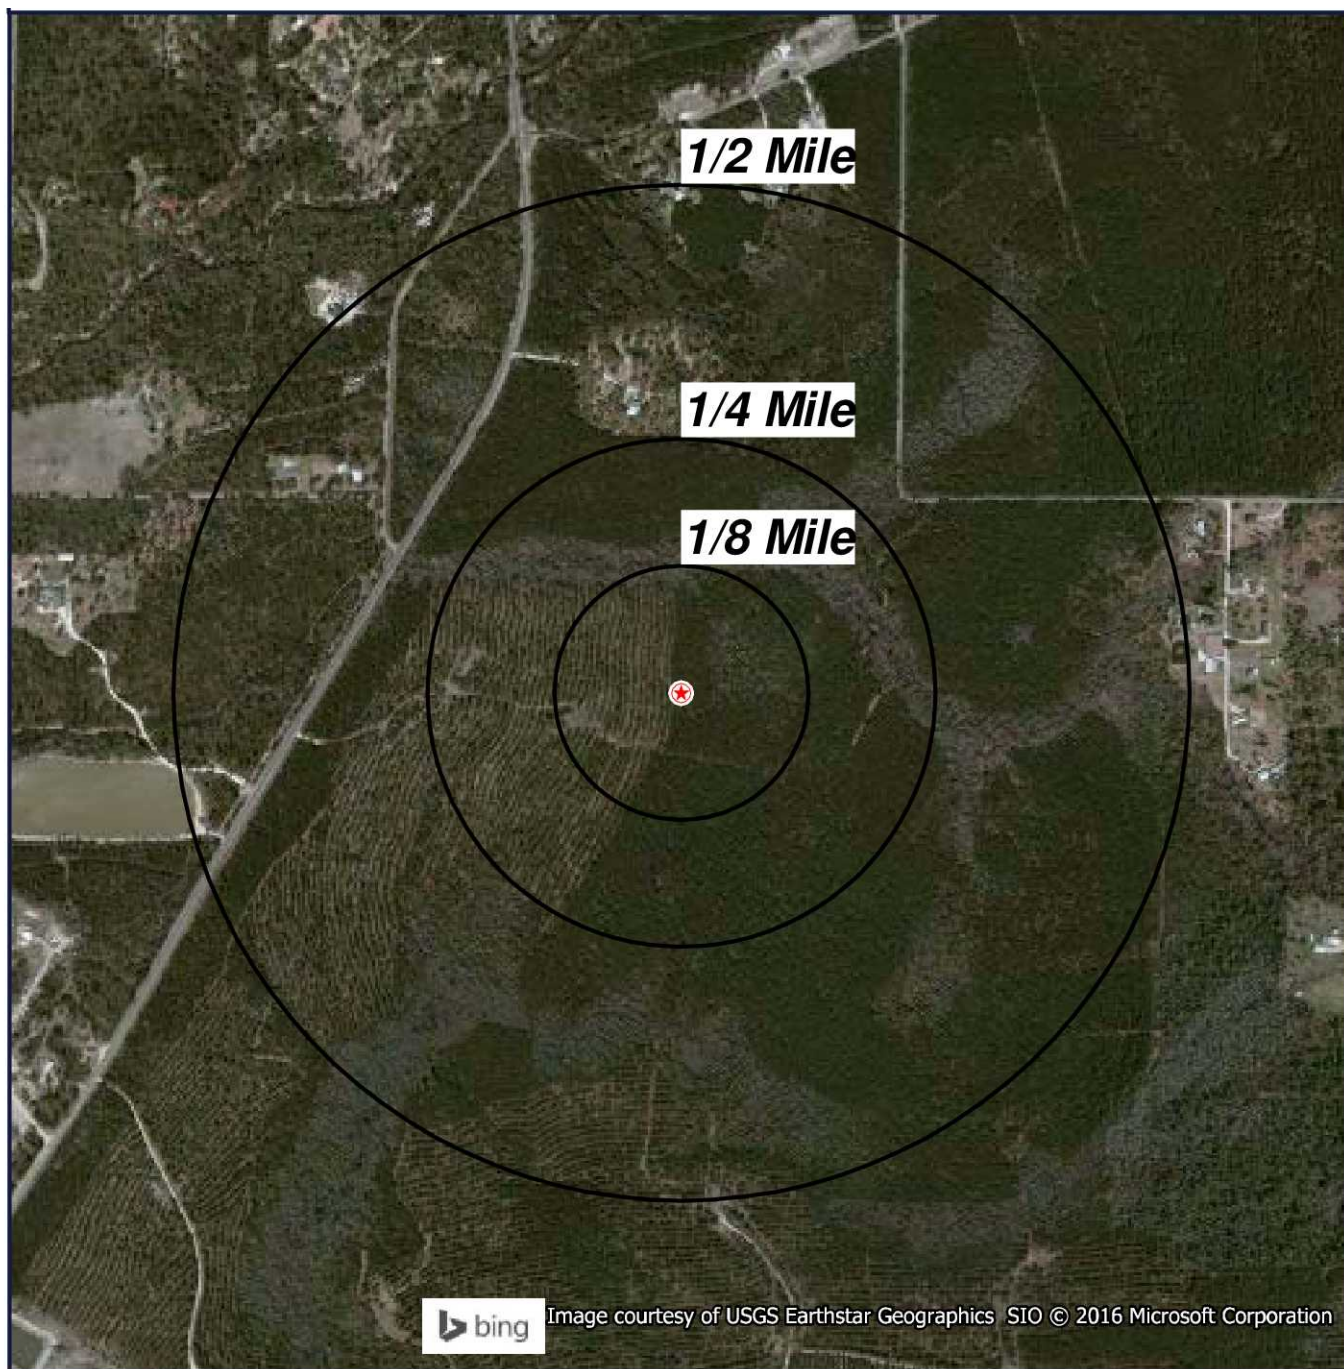 1/2 Mile
1/4 Mile
1/8 Mile
bing
Image courtesy of USGS Earthstar Geographics SIO © 2016 Microsoft Corporation